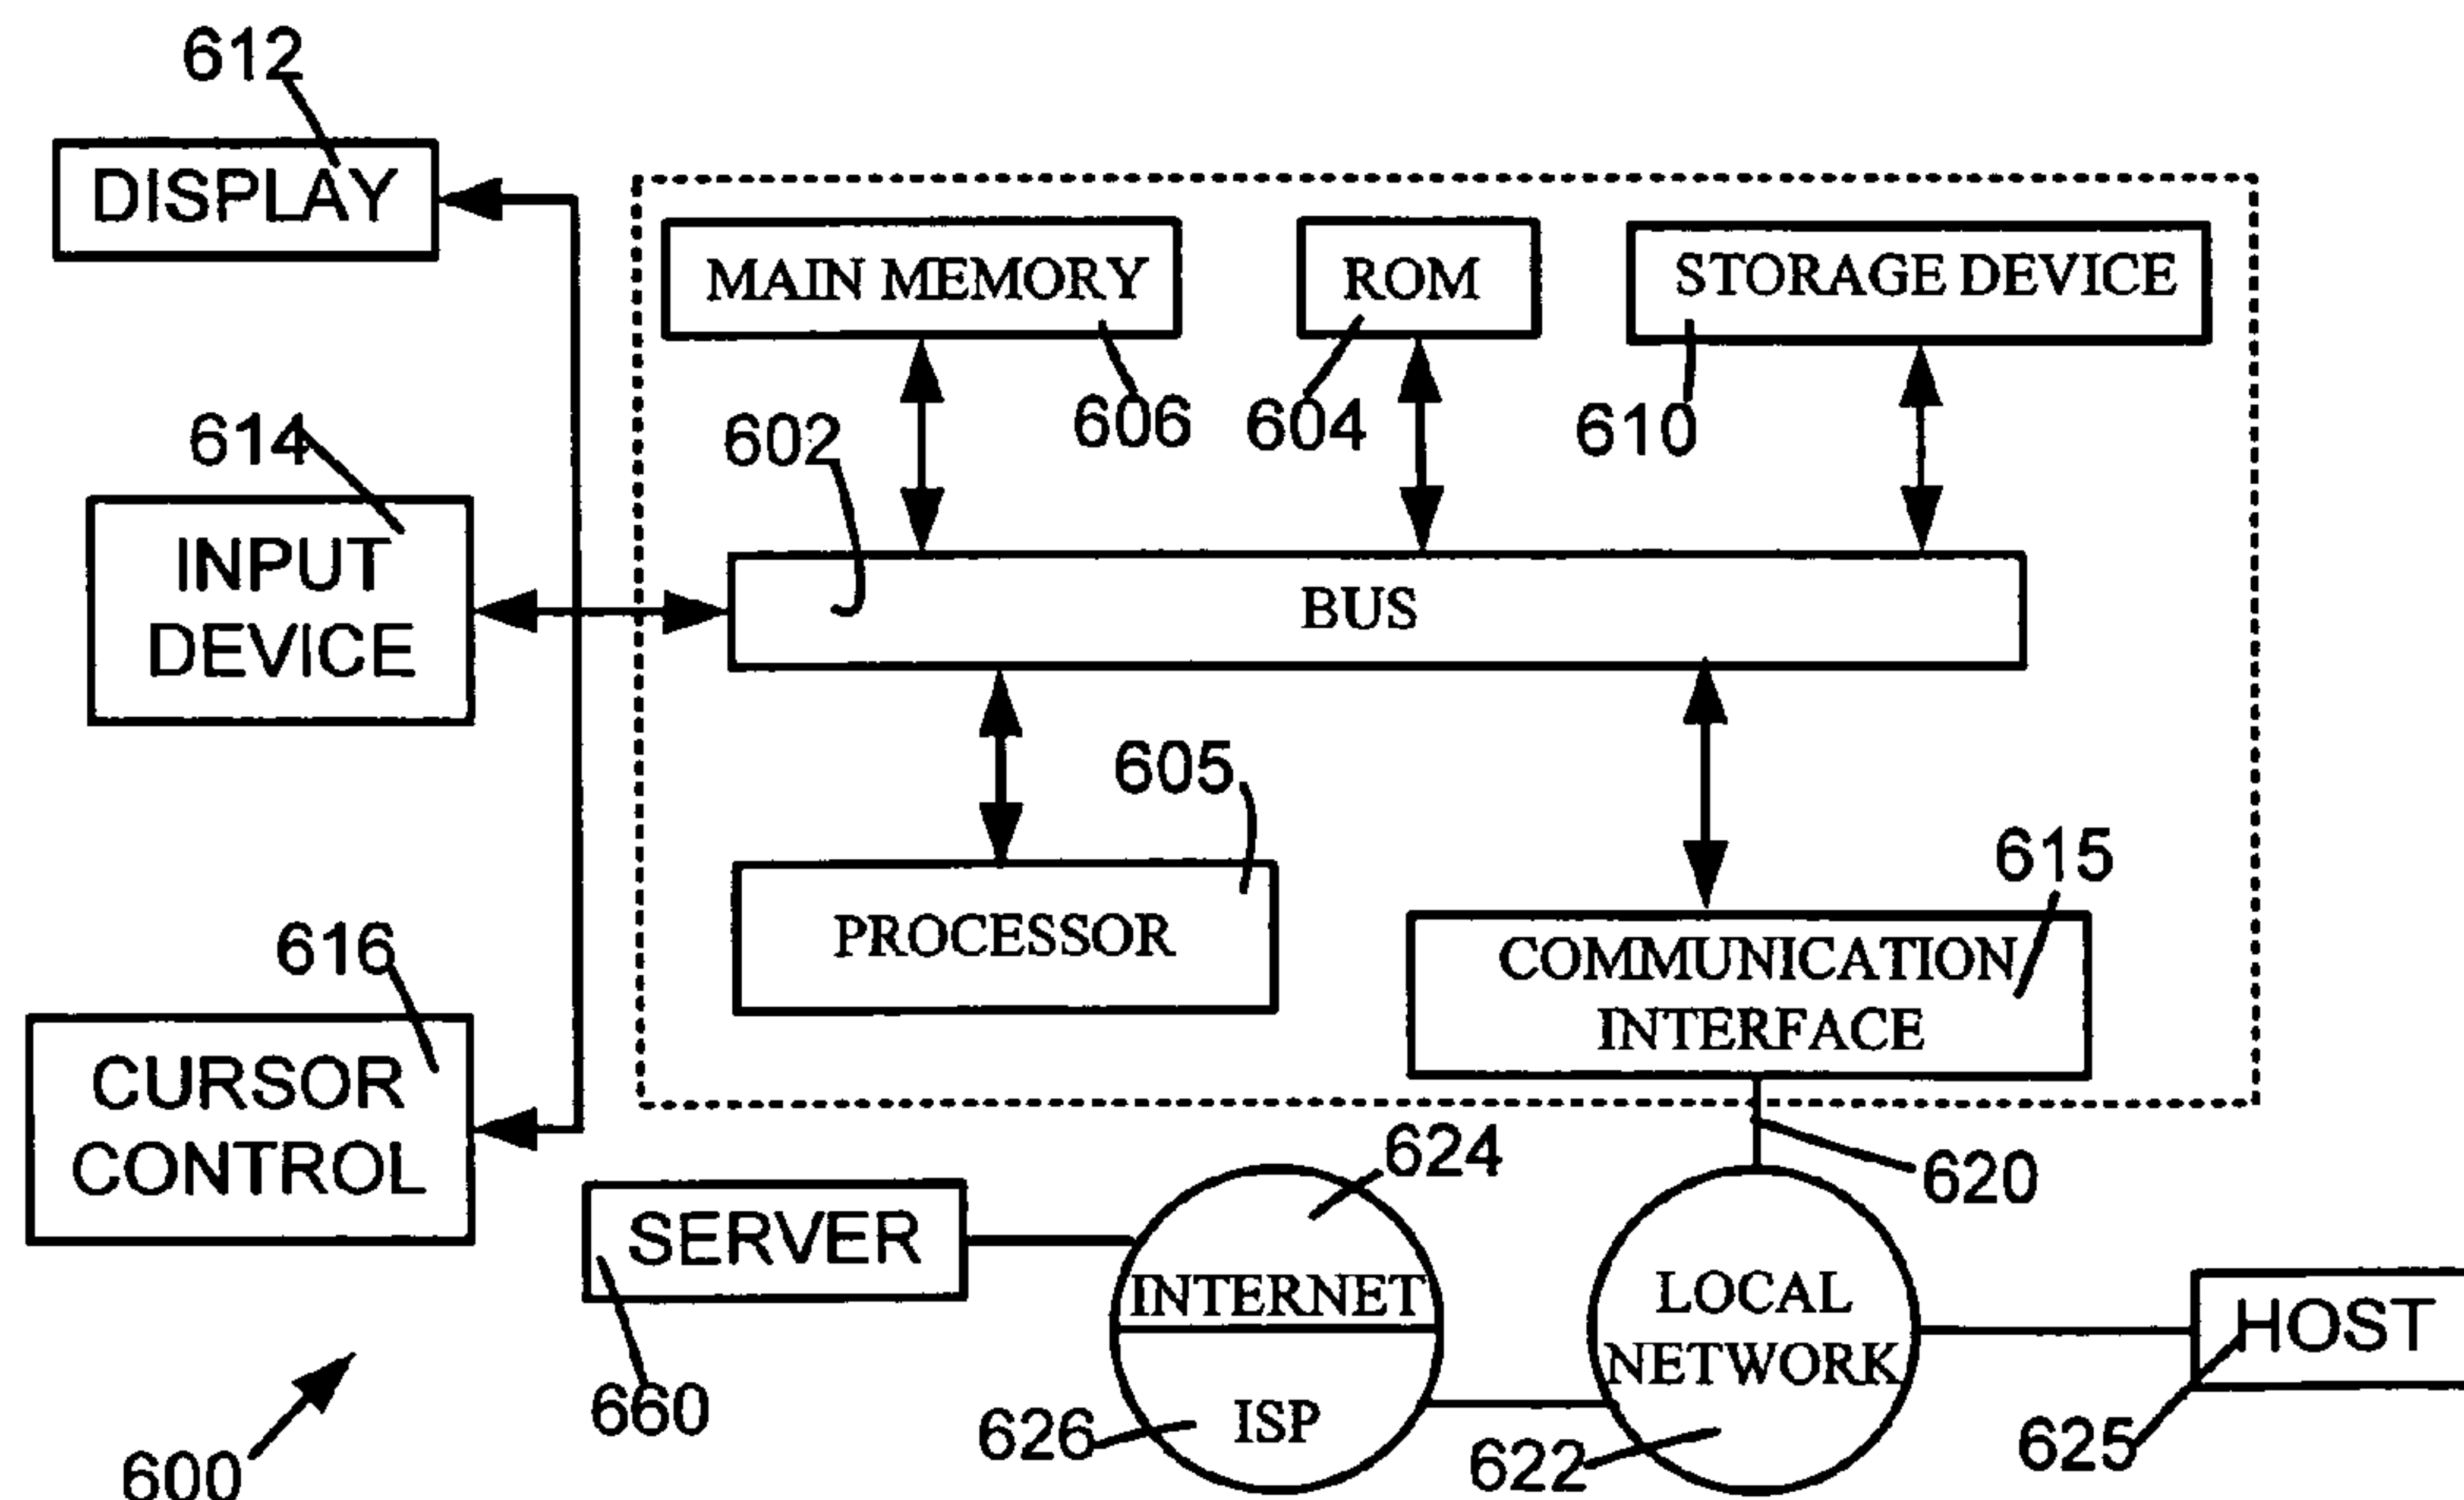 612
DISPLAY
MAIN MEMORY
ROM
STORAGE DEVICE
606
604
610
602
614
INPUT
DEVICE
BUS
605
PROCESSOR
615
COMMUNICATION
INTERFACE
616
CURSOR
CONTROL
624
620
SERVER
660
INTERNET
ISP
626
LOCAL
NETWORK
622
HOST
625
600